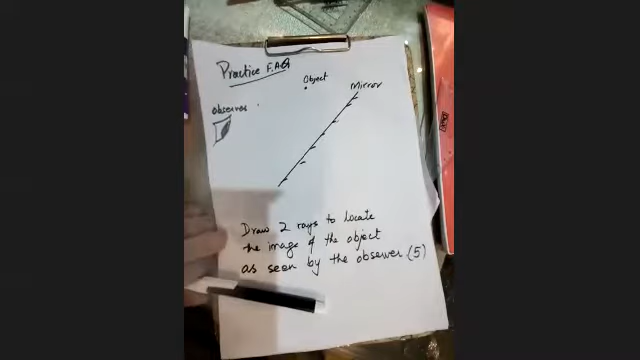 Practice F.A.Q
Object
Mirror
Observer
Draw 2 rays to locate
the image of the object
as seen by the observer (5)